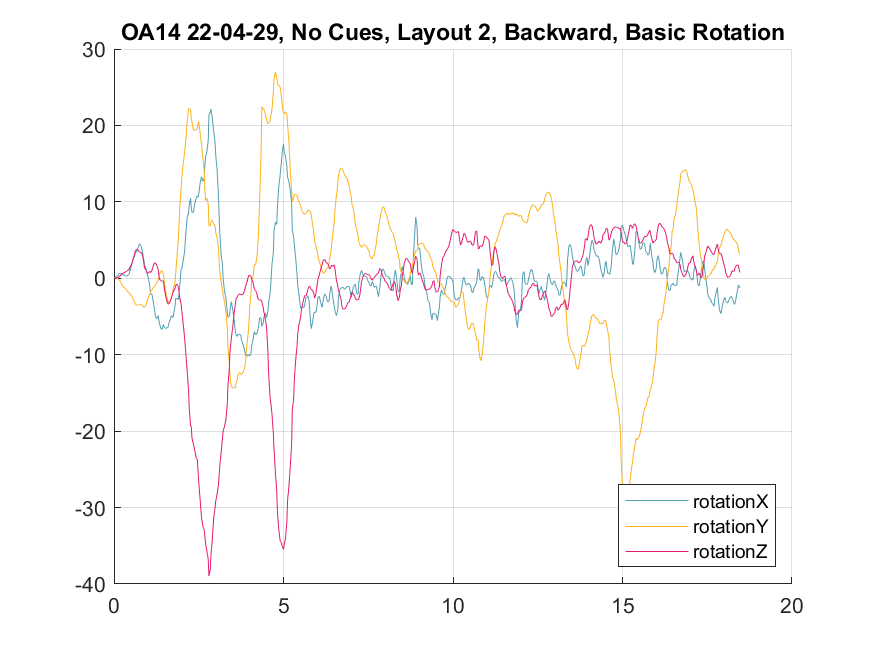 OA14 22-04-29, No Cues, Layout 2, Backward, Basic Rotation
30
20
10
0
-10
-20
-30
-40
0 5 10 15 20
rotationX
rotationY
rotationZ